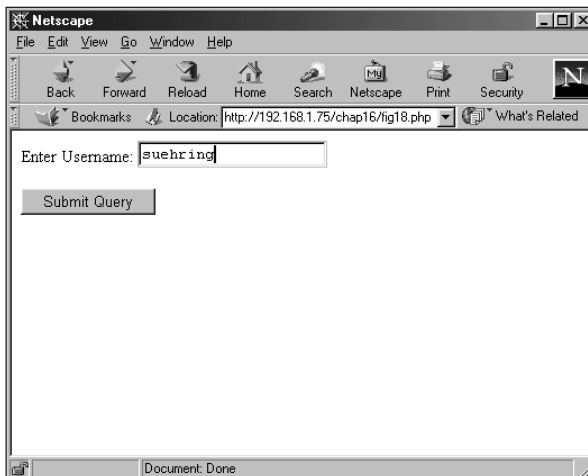 Netscape
File Edit View Go Window Help
Back Forward Reload Home Search My Netscape Print Security N
Bookmarks Location: http://192.168.1.75/chap16/fig18.php What's Related
Enter Username: suehring
Submit Query
Document: Done